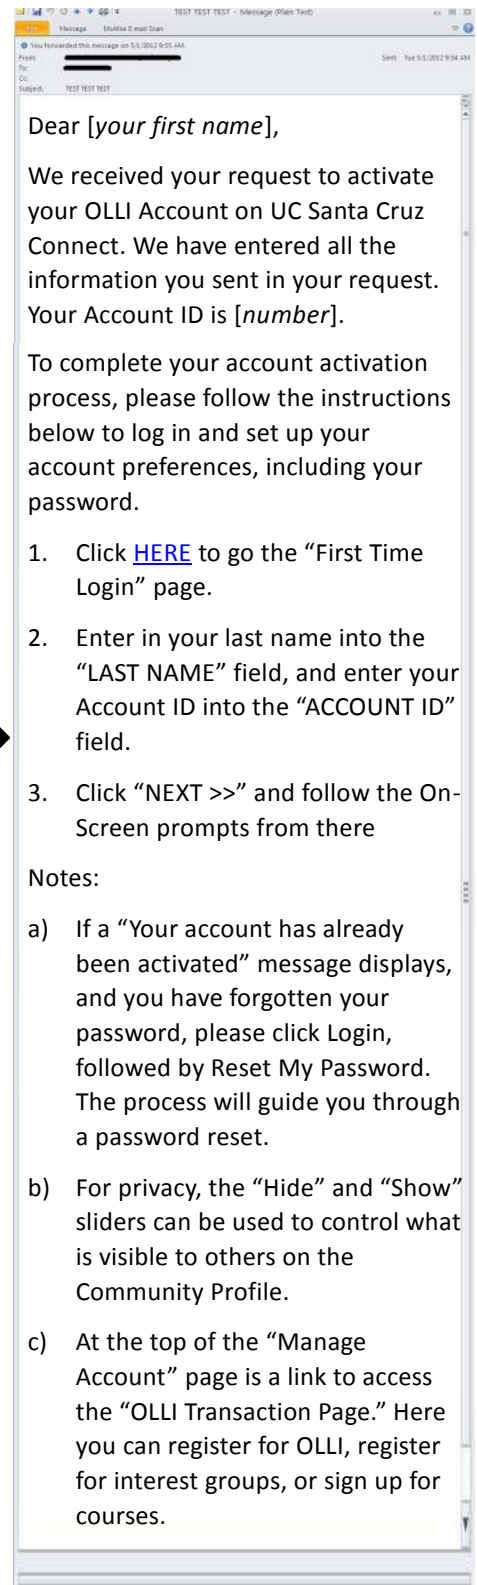 TEST TEST TEST - Message (Plain Text)
Message McAfee E-mail Scan
You forwarded this message on 5/1/2012 9:55 AM.
From: Sent: Tue 5/1/2012 9:54 AM
To:
Cc:
Subject: TEST TEST TEST
Dear [your first name],
We received your request to activate
your OLLI Account on UC Santa Cruz
Connect. We have entered all the
information you sent in your request.
Your Account ID is [number].
To complete your account activation
process, please follow the instructions
below to log in and set up your
account preferences, including your
password.
1. Click HERE to go the “First Time
Login” page.
2. Enter in your last name into the
“LAST NAME” field, and enter your
Account ID into the “ACCOUNT ID”
field.
3. Click “NEXT >>” and follow the On-
Screen prompts from there
Notes:
a) If a “Your account has already
been activated” message displays,
and you have forgotten your
password, please click Login,
followed by Reset My Password.
The process will guide you through
a password reset.
b) For privacy, the “Hide” and “Show”
sliders can be used to control what
is visible to others on the
Community Profile.
c) At the top of the “Manage
Account” page is a link to access
the “OLLI Transaction Page.” Here
you can register for OLLI, register
for interest groups, or sign up for
courses.